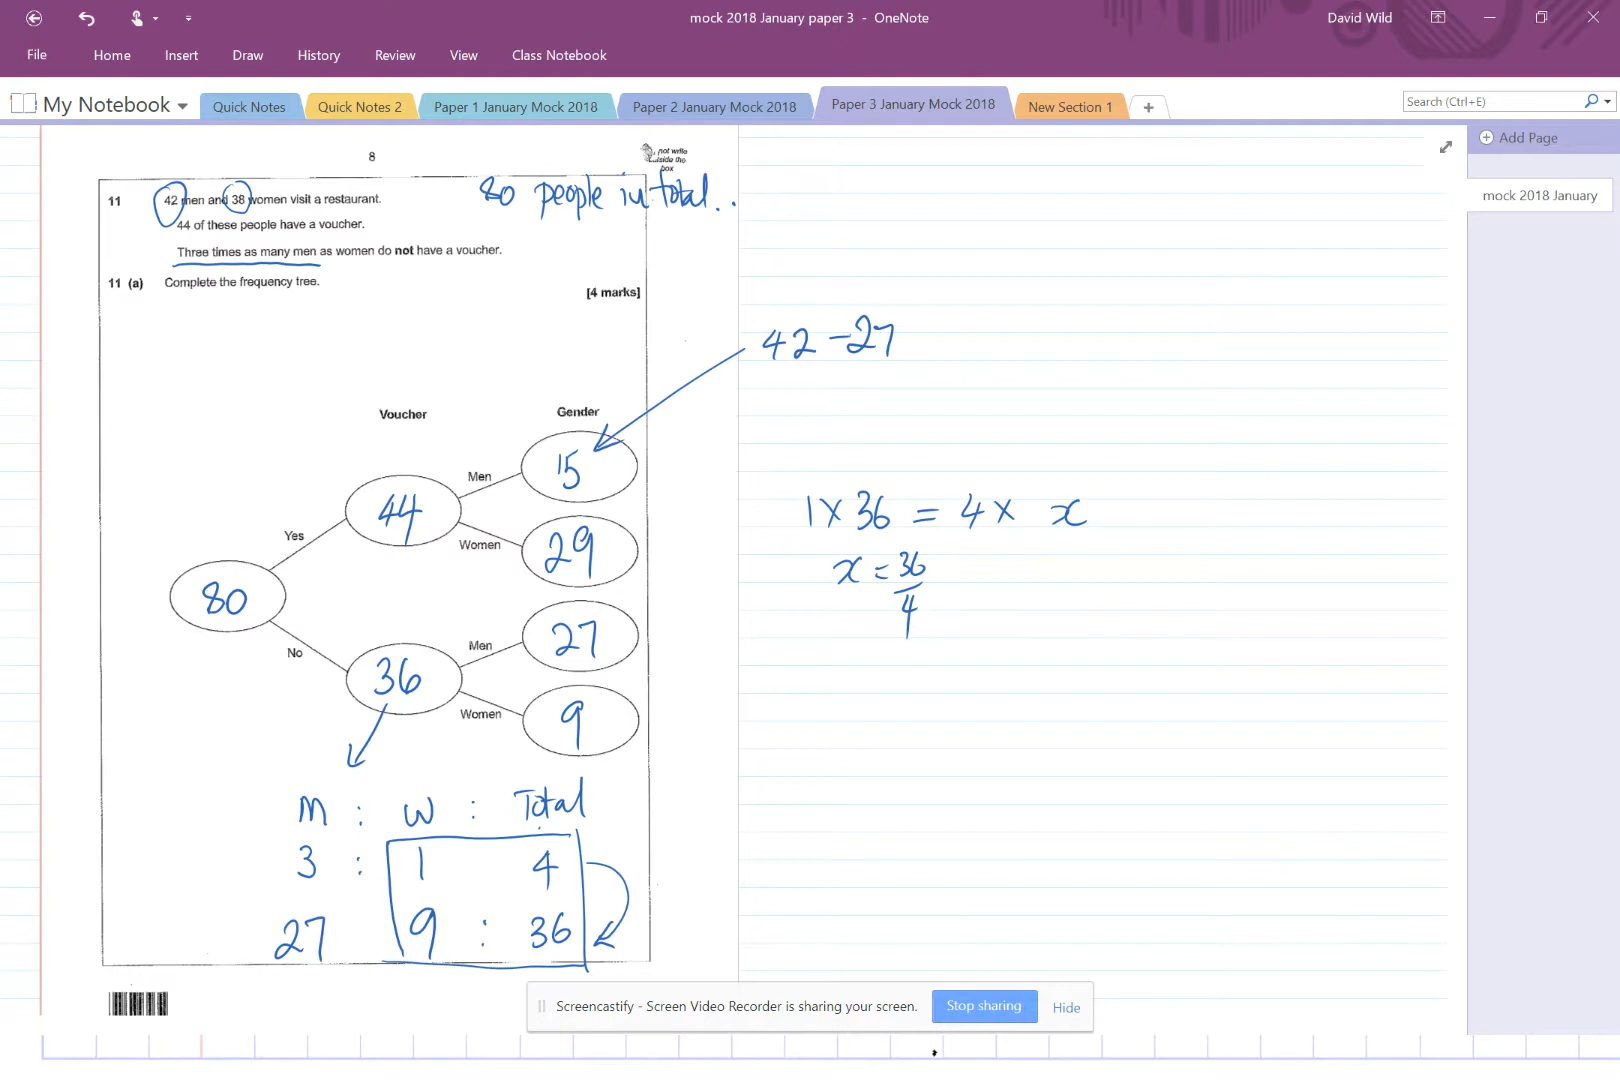 mock 2018 January paper 3 - OneNote
David Wild
File Home Insert Draw History Review View Class Notebook
My Notebook
Quick Notes
Quick Notes 2
Paper 1 January Mock 2018
Paper 2 January Mock 2018
Paper 3 January Mock 2018
New Section 1
Search (Ctrl+E)
Add Page
mock 2018 January
8
not write
side the
box
11 42 men and 38 women visit a restaurant.
80 people in total..
44 of these people have a voucher.
Three times as many men as women do not have a voucher.
11 (a) Complete the frequency tree.
[4 marks]
42 - 27
Voucher Gender
Men 15
44
Yes Women 29
1 x 36 = 4 x x
x = 36
4
80
No Men 27
36
Women 9
M : W : Total
3 : 1 4
27 9 : 36
Screencastify - Screen Video Recorder is sharing your screen.
Stop sharing
Hide